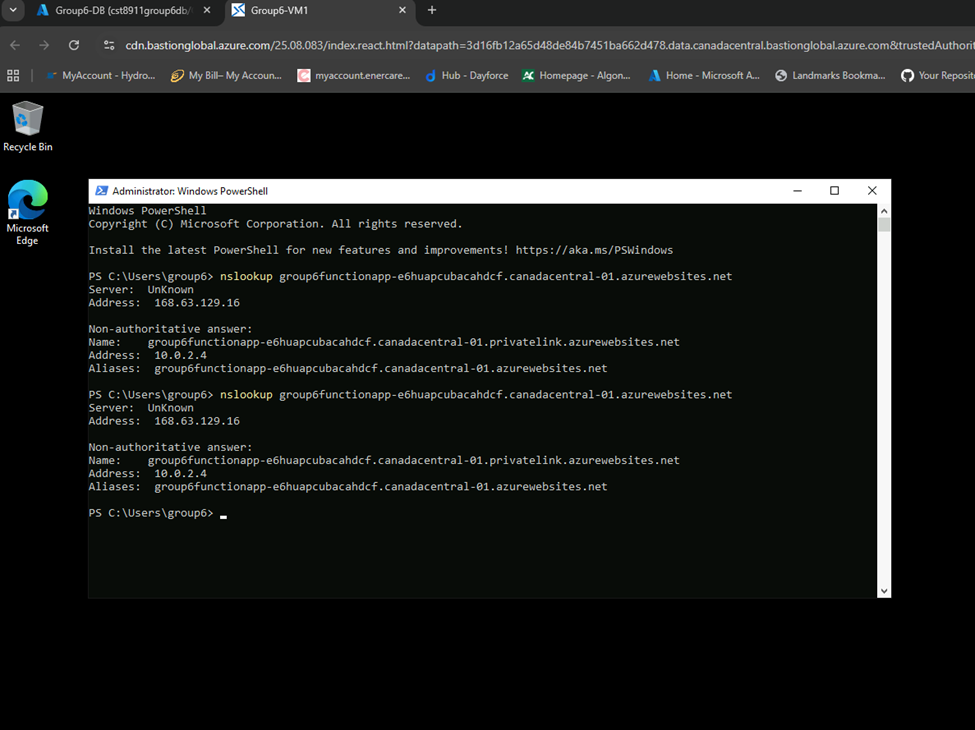 Group6-DB (cst8911group6db/
Group6-VM1
cdn.bastionglobal.azure.com/25.08.083/index.react.html?datapath=3d16fb12a65d48de84b7451ba662d478.data.canadacentral.bastionglobal.azure.com&trustedAuthorit
MyAccount - Hydro...
My Bill– My Accoun...
myaccount.enercare...
Hub - Dayforce
Homepage - Algon...
Home - Microsoft A...
Landmarks Bookma...
Your Reposit
Recycle Bin
Microsoft
Edge
Administrator: Windows PowerShell
Windows PowerShell
Copyright (C) Microsoft Corporation. All rights reserved.
Install the latest PowerShell for new features and improvements! https://aka.ms/PSWindows
PS C:\Users\group6> nslookup group6functionapp-e6huapcubacahdcf.canadacentral-01.azurewebsites.net
Server:  UnKnown
Address:  168.63.129.16
Non-authoritative answer:
Name:    group6functionapp-e6huapcubacahdcf.canadacentral-01.privatelink.azurewebsites.net
Address:  10.0.2.4
Aliases:  group6functionapp-e6huapcubacahdcf.canadacentral-01.azurewebsites.net
PS C:\Users\group6> nslookup group6functionapp-e6huapcubacahdcf.canadacentral-01.azurewebsites.net
Server:  UnKnown
Address:  168.63.129.16
Non-authoritative answer:
Name:    group6functionapp-e6huapcubacahdcf.canadacentral-01.privatelink.azurewebsites.net
Address:  10.0.2.4
Aliases:  group6functionapp-e6huapcubacahdcf.canadacentral-01.azurewebsites.net
PS C:\Users\group6>